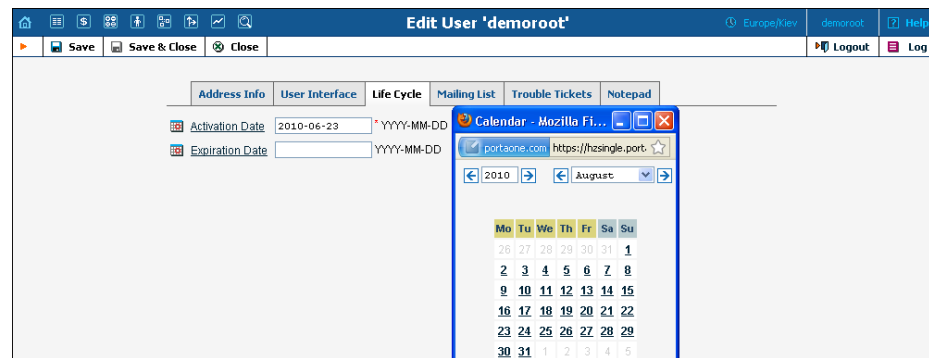 Edit User 'demoroot' Europe/Kiev demoroot ? Help
Save Save & Close Close Logout Log
Address Info User Interface Life Cycle Mailing List Trouble Tickets Notepad
Activation Date 2010-06-23 * YYYY-MM-DD
Expiration Date YYYY-MM-DD
Calendar - Mozilla Fi...
portaone.com https://hzsingle.port.
2010 August
Mo Tu We Th Fr Sa Su
26 27 28 29 30 31 1
2 3 4 5 6 7 8
9 10 11 12 13 14 15
16 17 18 19 20 21 22
23 24 25 26 27 28 29
30 31 1 2 3 4 5